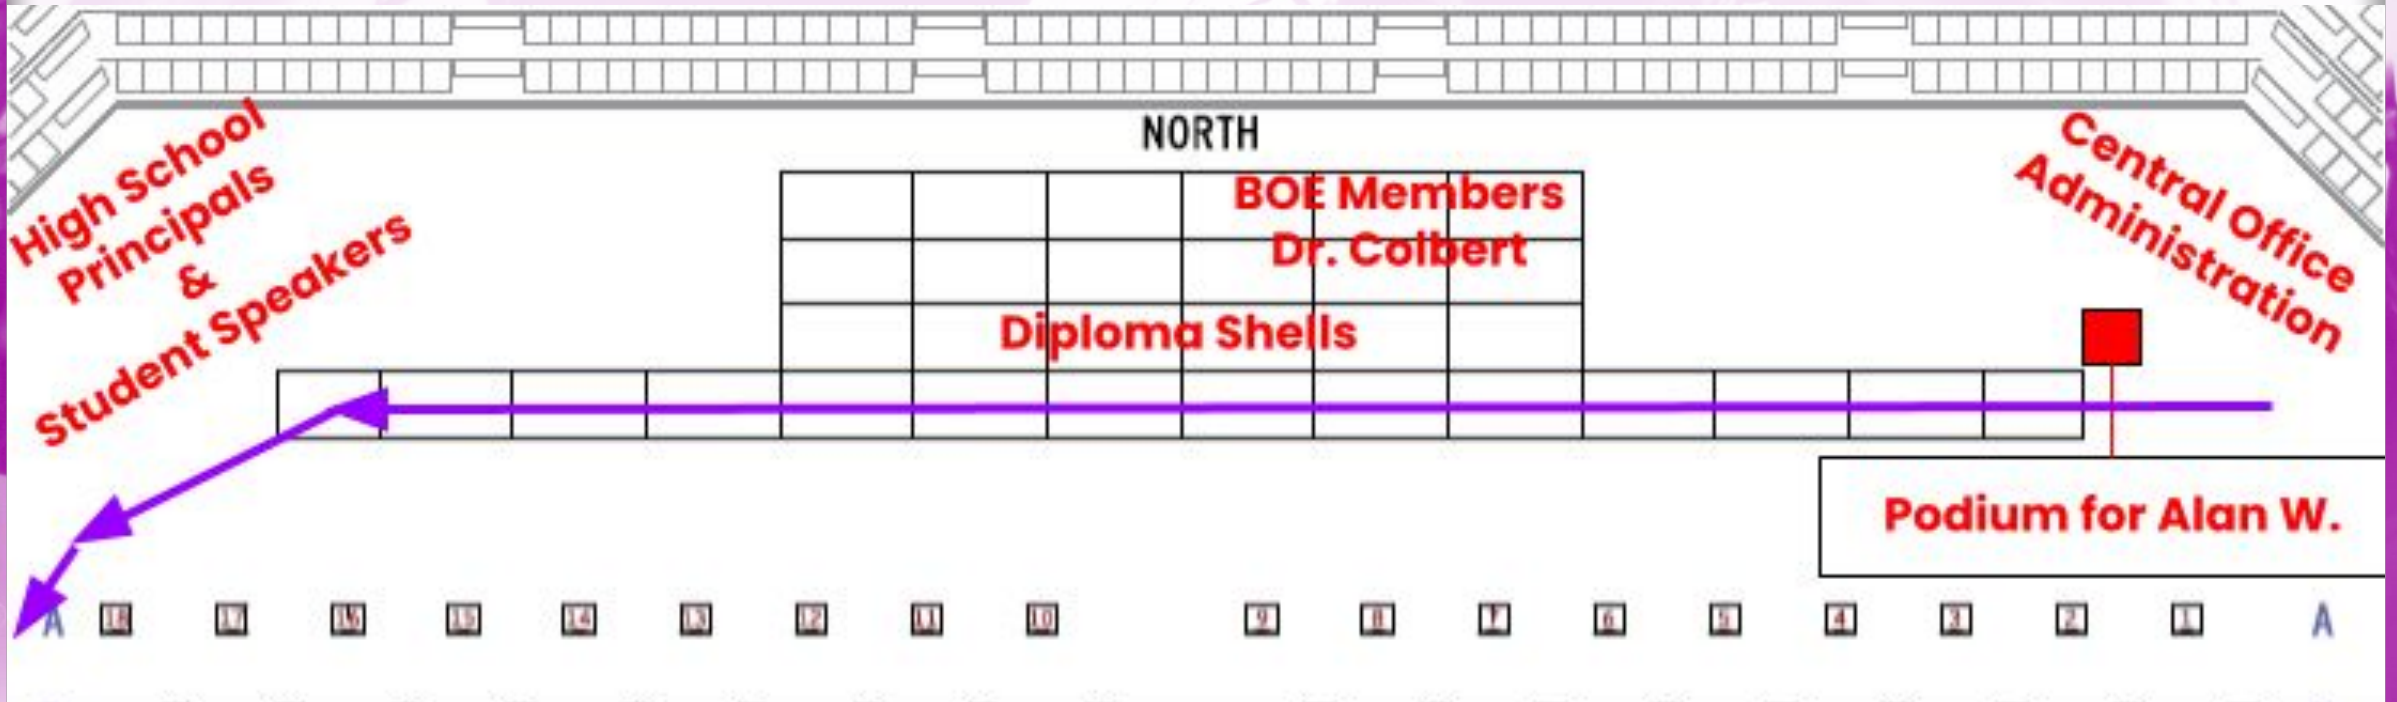 NORTH
High School
Principals
&
Student Speakers
BOE Members
Dr. Colbert
Diploma Shells
Central Office
Administration
Podium for Alan W.
A 18 17 16 15 14 13 12 11 10 9 8 7 6 5 4 3 2 1 A